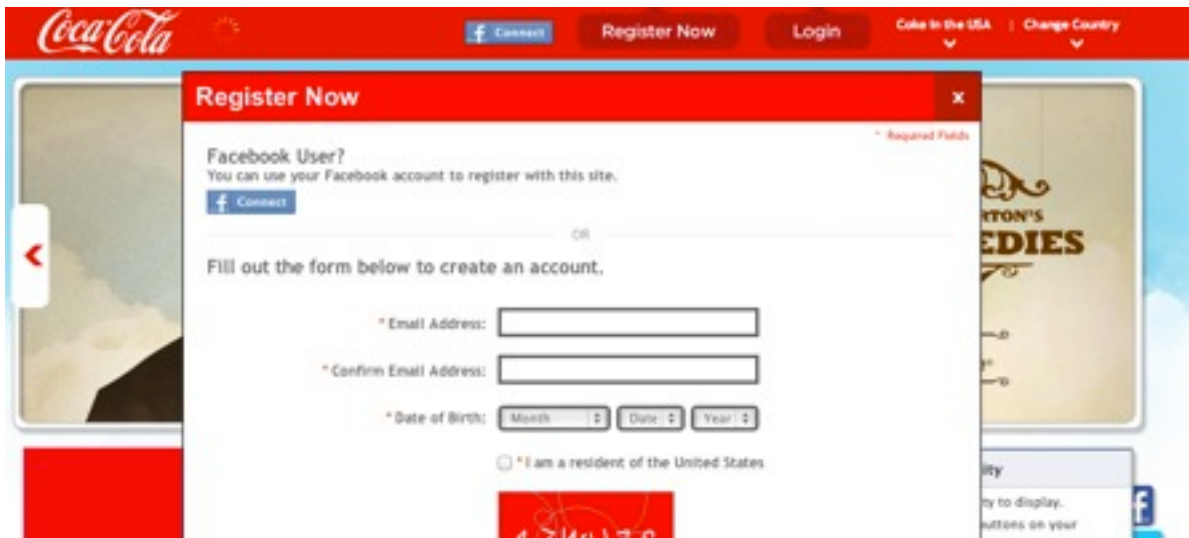 Coca-Cola
Connect
Register Now
Login
Coke in the USA | Change Country
Register Now
x
* Required Fields
Facebook User?
You can use your Facebook account to register with this site.
Connect
OR
Fill out the form below to create an account.
* Email Address:
* Confirm Email Address:
* Date of Birth: Month Date Year
* I am a resident of the United States
RTON'S
EDIES
ity
ty to display.
uttons on your